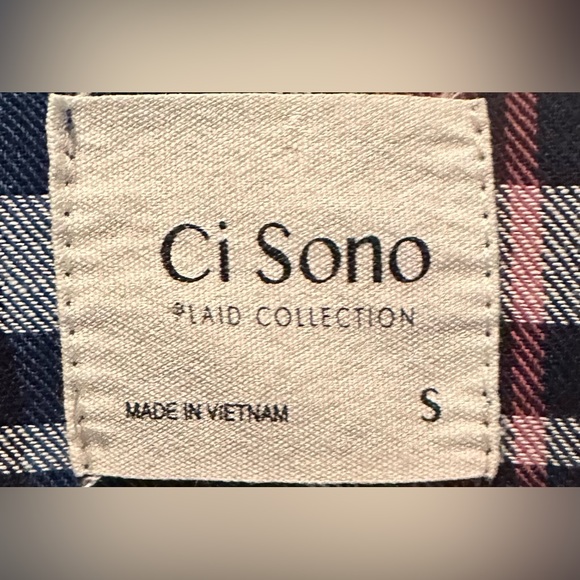 Ci Sono
PLAID COLLECTION
MADE IN VIETNAM S